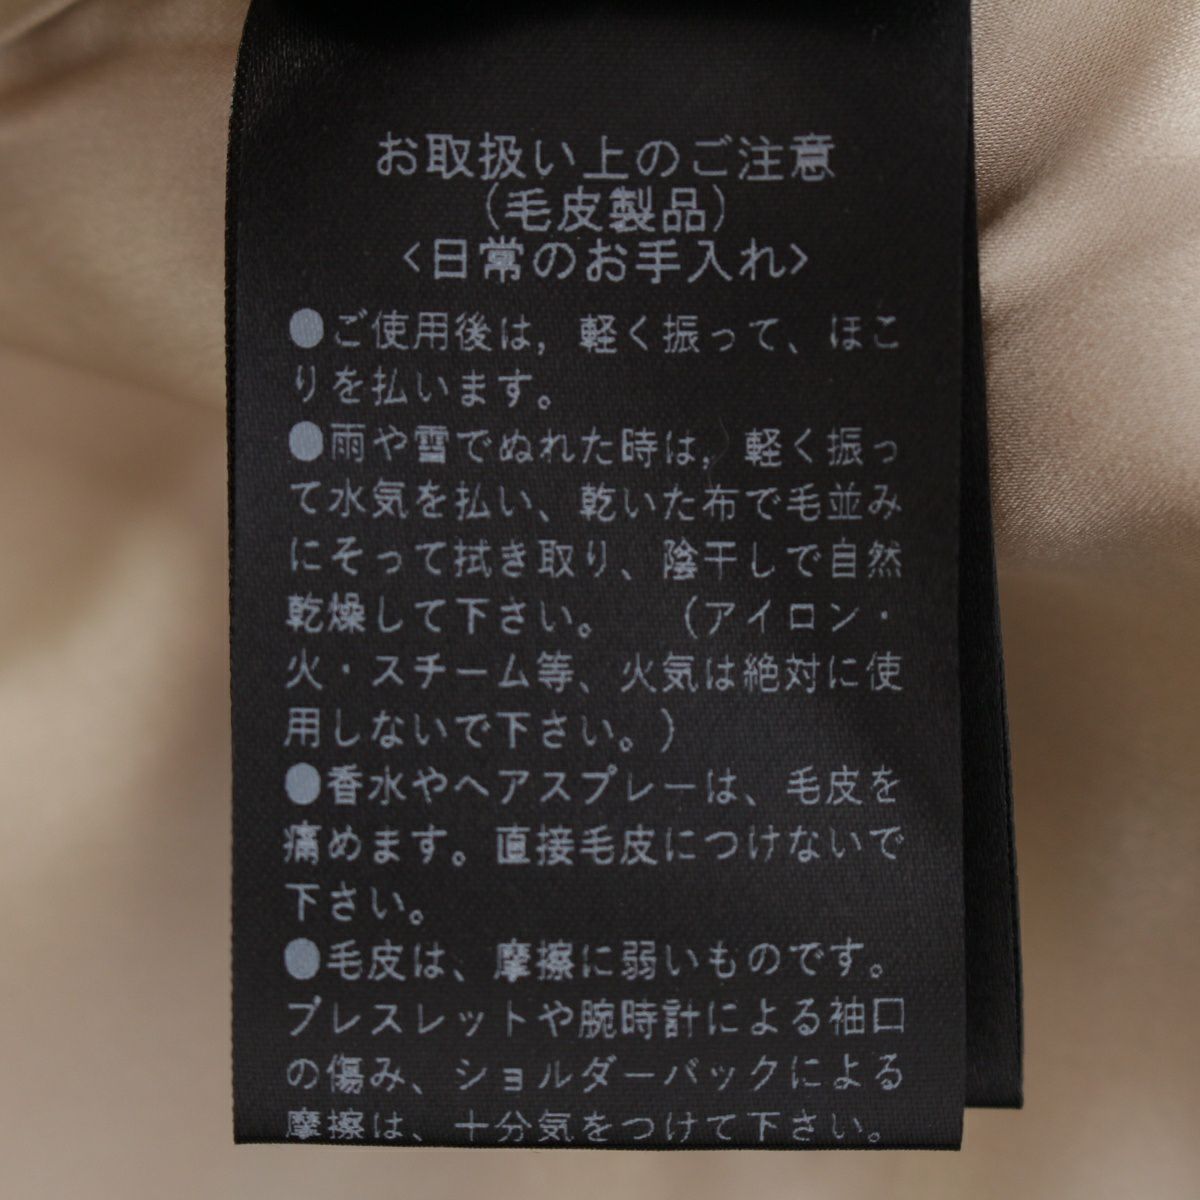 お取扱い上のご注意
(毛皮製品)
<日常のお手入れ>
●ご使用後は,軽く振って、ほこ
りを払います。
●雨や雪でぬれた時は,軽く振っ
て水気を払い、乾いた布で毛並み
にそって拭き取り、陰干しで自然
乾燥して下さい。 (アイロン・
火・スチーム等、火気は絶対に使
用しないで下さい。)
●香水やヘアスプレーは、毛皮を
痛めます。直接毛皮につけないで
下さい。
●毛皮は、摩擦に弱いものです。
ブレスレットや腕時計による袖口
の傷み、ショルダーバックによる
摩擦は、十分気をつけて下さい。